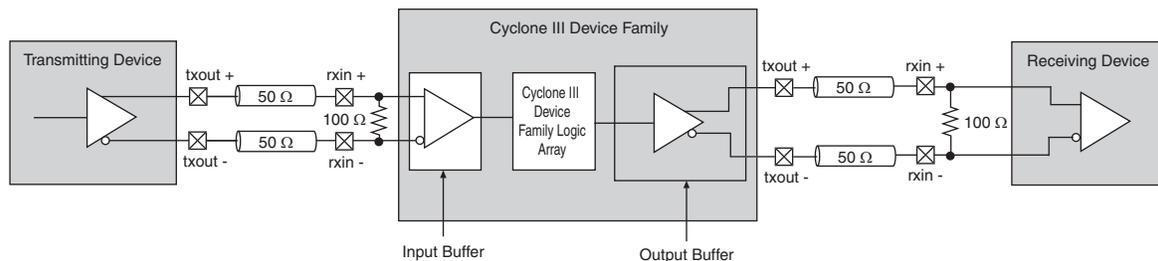 Cyclone III Device Family
Transmitting Device
txout +
rxin +
50 Ω
100 Ω
50 Ω
txout -
rxin -
Cyclone III
Device
Family Logic
Array
Input Buffer
Output Buffer
txout +
rxin +
50 Ω
100 Ω
50 Ω
txout -
rxin -
Receiving Device